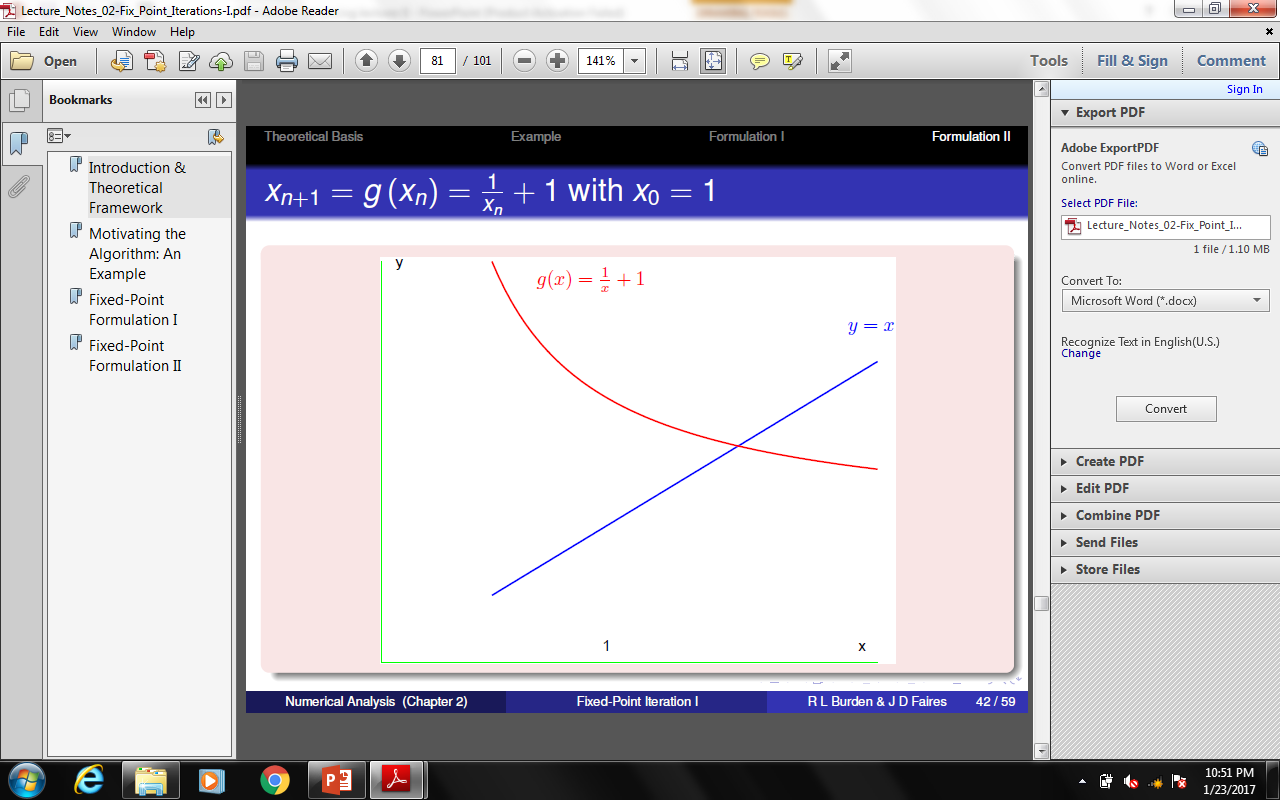 Lecture_Notes_02-Fix_Point_Iterations-I.pdf - Adobe Reader
File Edit View Window Help
Open 81 / 101 141% Tools Fill & Sign Comment
Sign In
Bookmarks
Introduction &
Theoretical
Framework
Motivating the
Algorithm: An
Example
Fixed-Point
Formulation I
Fixed-Point
Formulation II
Theoretical Basis Example Formulation I Formulation II
xₙ₊₁ = g (xₙ) = 1/xₙ + 1 with x₀ = 1
y
g(x) = 1/x + 1
y = x
1 x
Numerical Analysis (Chapter 2) Fixed-Point Iteration I R L Burden & J D Faires 42 / 59
Export PDF
Adobe ExportPDF
Convert PDF files to Word or Excel
online.
Select PDF File:
Lecture_Notes_02-Fix_Point_I...
1 file / 1.10 MB
Convert To:
Microsoft Word (*.docx)
Recognize Text in English(U.S.)
Change
Convert
Create PDF
Edit PDF
Combine PDF
Send Files
Store Files
10:51 PM
1/23/2017